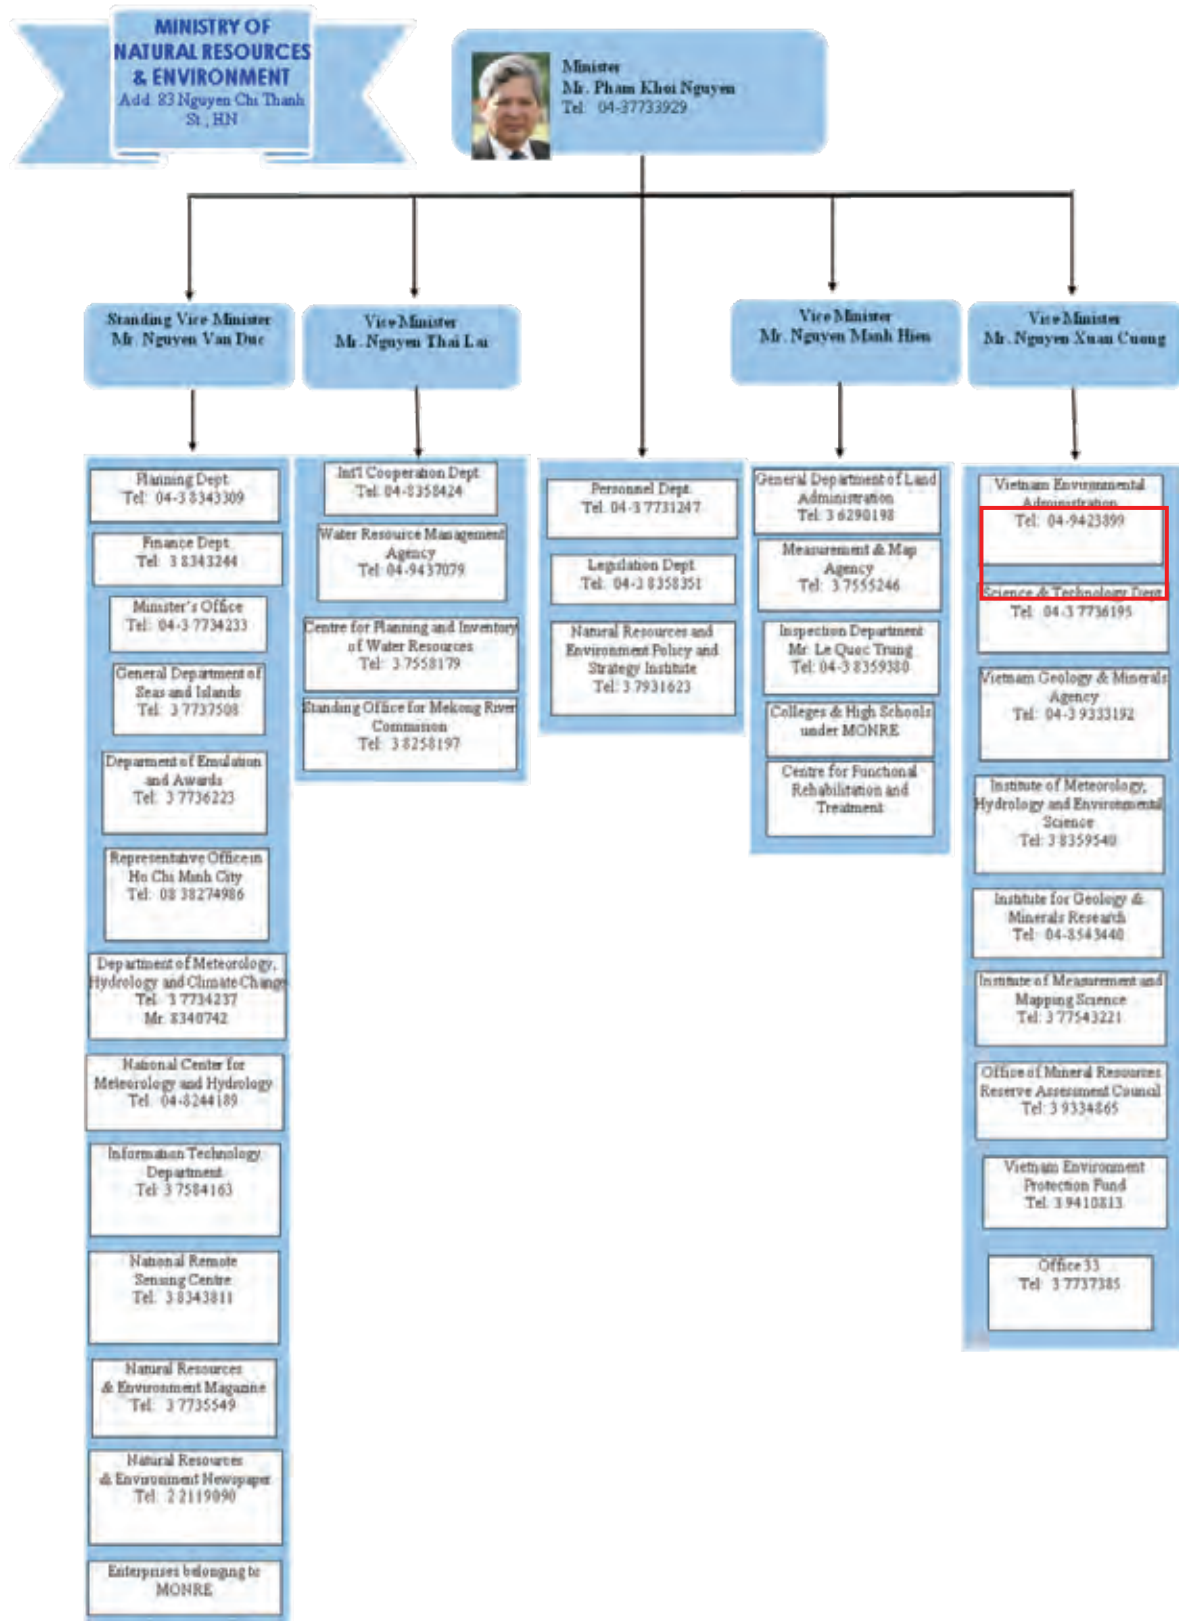 MINISTRY OF
NATURAL RESOURCES
& ENVIRONMENT
Add. 83 Nguyen Chi Thanh
St., HN
Minister
Mr. Pham Khoi Nguyen
Tel: 04-37733929
Standing Vice Minister
Mr. Nguyen Van Duc
Vice Minister
Mr. Nguyen Thai Lai
Vice Minister
Mr. Nguyen Manh Hien
Vice Minister
Mr. Nguyen Xuan Cuong
Planning Dept.
Tel: 04-3 8343309
Finance Dept.
Tel: 3 8343244
Minister's Office
Tel: 04-3 7734233
General Department of
Seas and Islands
Tel: 3 7737508
Department of Emulation
and Awards
Tel: 3 7736223
Representative Office in
Ho Chi Minh City
Tel: 08 38274986
Department of Meteorology,
Hydrology and Climate Change
Tel: 3 7734237
Mr. 8340742
National Center for
Meteorology and Hydrology
Tel: 04-8244189
Information Technology
Department
Tel: 3 7584163
National Remote
Sensing Centre
Tel: 3 8343811
Natural Resources
& Environment Magazine
Tel: 3 7735549
Natural Resources
& Environment Newspaper
Tel: 2 2119090
Enterprises belonging to
MONRE
Int'l Cooperation Dept.
Tel: 04-8358424
Water Resource Management
Agency
Tel: 04-9437079
Centre for Planning and Inventory
of Water Resources
Tel: 3 7558179
Standing Office for Mekong River
Commision
Tel: 3 8258197
Personnel Dept.
Tel. 04-3 7731247
Legislation Dept.
Tel: 04-3 8358351
Natural Resources and
Environment Policy and
Strategy Institute
Tel: 3 7931623
General Department of Land
Administration
Tel: 3 6290198
Measurement & Map
Agency
Tel: 3.7555246
Inspection Department
Mr. Le Quoc Trung
Tel: 04-3 8359380
Colleges & High Schools
under MONRE
Centre for Functional
Rehabilitation and
Treatment
Vietnam Environmental
Administration
Tel: 04-9423899
Science & Technology Dept.
Tel: 04-3 7736195
Vietnam Geology & Minerals
Agency
Tel: 04-3 9333192
Institute of Meteorology,
Hydrology and Environmental
Science
Tel: 3 8359540
Institute for Geology &
Minerals Research
Tel: 04-8543440
Institute of Measurement and
Mapping Science
Tel: 3 77543221
Office of Mineral Resources
Reserve Assessment Council
Tel: 3 9334865
Vietnam Environment
Protection Fund
Tel. 3 9410813
Office 33
Tel: 3 7737385